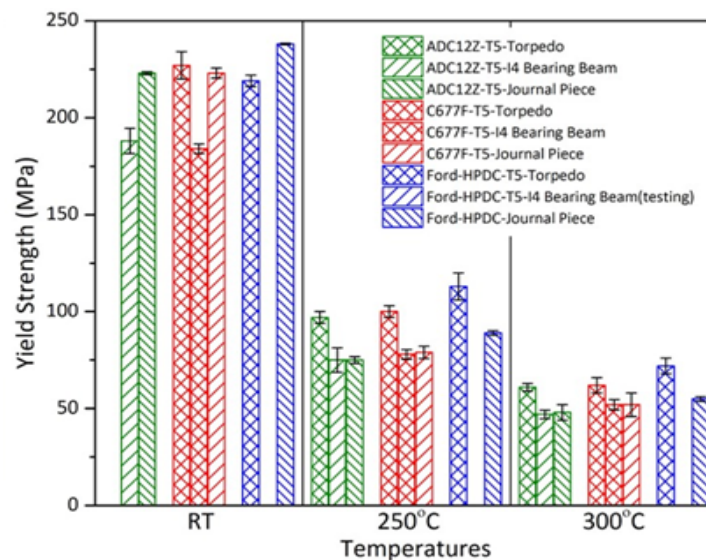 250
200
150
100
50
0
Yield Strength (MPa)
ADC12Z-T5-Torpedo
ADC12Z-T5-I4 Bearing Beam
ADC12Z-T5-Journal Piece
C677F-T5-Torpedo
C677F-T5-I4 Bearing Beam
C677F-T5-Journal Piece
Ford-HPDC-T5-Torpedo
Ford-HPDC-T5-I4 Bearing Beam(testing)
Ford-HPDC-Journal Piece
RT
250°C
300°C
Temperatures